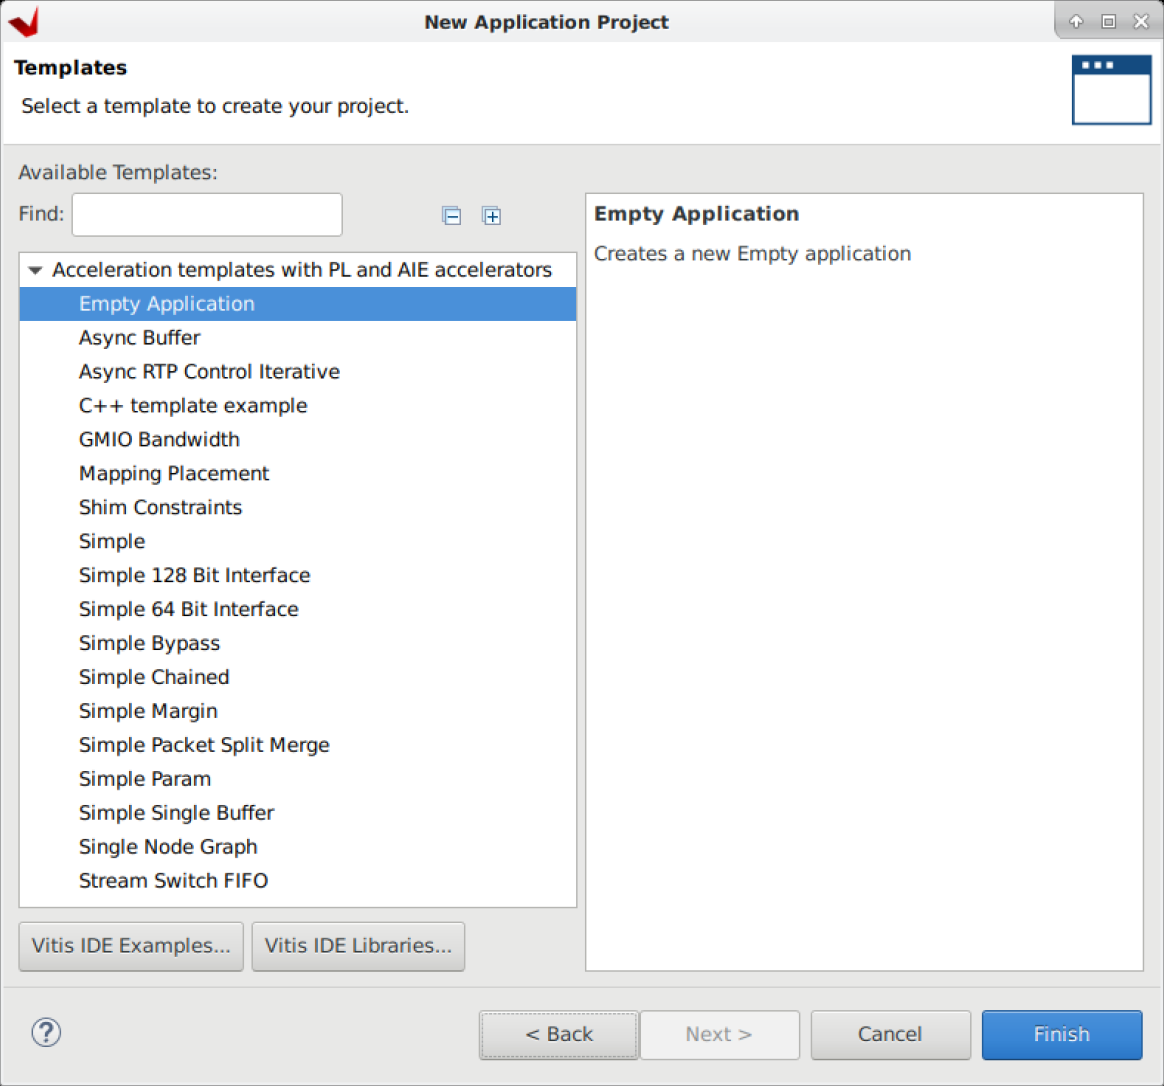 New Application Project
Templates
Select a template to create your project.
Available Templates:
Find:
Acceleration templates with PL and AIE accelerators
Empty Application
Async Buffer
Async RTP Control Iterative
C++ template example
GMIO Bandwidth
Mapping Placement
Shim Constraints
Simple
Simple 128 Bit Interface
Simple 64 Bit Interface
Simple Bypass
Simple Chained
Simple Margin
Simple Packet Split Merge
Simple Param
Simple Single Buffer
Single Node Graph
Stream Switch FIFO
Empty Application
Creates a new Empty application
Vitis IDE Examples... Vitis IDE Libraries...
? < Back Next > Cancel Finish